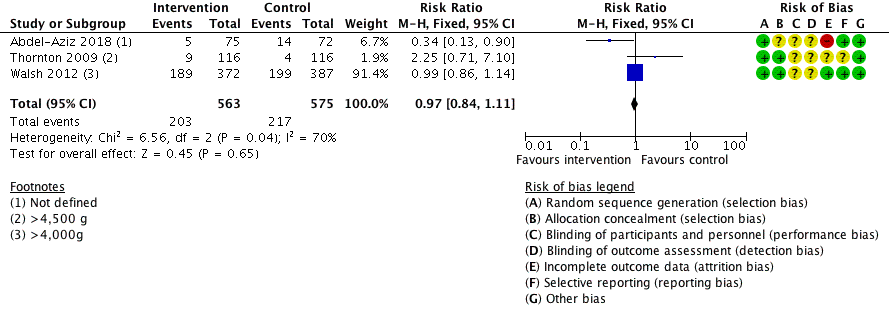 Intervention Control Risk Ratio Risk Ratio Risk of Bias
Study or Subgroup Events Total Events Total Weight M-H, Fixed, 95% CI M-H, Fixed, 95% CI A B C D E F G
Abdel-Aziz 2018 (1) 5 75 14 72 6.7% 0.34 [0.13, 0.90] + ? ? ? − + +
Thornton 2009 (2) 9 116 4 116 1.9% 2.25 [0.71, 7.10] + + ? ? ? ? +
Walsh 2012 (3) 189 372 199 387 91.4% 0.99 [0.86, 1.14] + + ? ? + + +
Total (95% CI) 563 575 100.0% 0.97 [0.84, 1.11]
Total events 203 217
Heterogeneity: Chi² = 6.56, df = 2 (P = 0.04); I² = 70%
Test for overall effect: Z = 0.45 (P = 0.65)
0.01 0.1 1 10 100
Favours intervention Favours control
Footnotes
(1) Not defined
(2) >4,500 g
(3) >4,000g
Risk of bias legend
(A) Random sequence generation (selection bias)
(B) Allocation concealment (selection bias)
(C) Blinding of participants and personnel (performance bias)
(D) Blinding of outcome assessment (detection bias)
(E) Incomplete outcome data (attrition bias)
(F) Selective reporting (reporting bias)
(G) Other bias